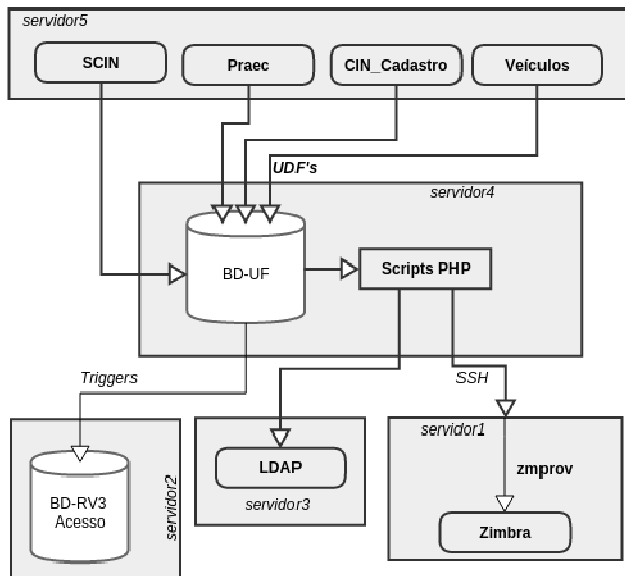 servidor5
SCIN
Praec
CIN_Cadastro
Veículos
UDF's
servidor4
BD-UF
Scripts PHP
Triggers
SSH
servidor2
BD-RV3
Acesso
LDAP
servidor3
servidor1
zmprov
Zimbra